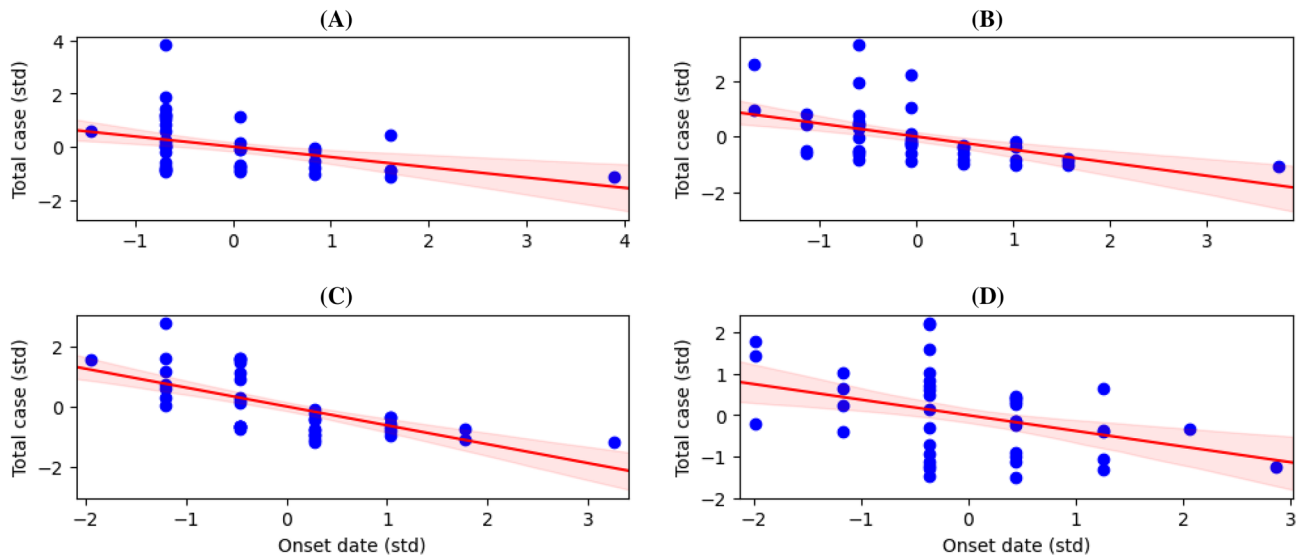 (A)
(B)
Total case (std)
4
2
0
−2
−1 0 1 2 3 4
Total case (std)
2
0
−2
−1 0 1 2 3
(C)
(D)
Total case (std)
2
0
−2
−2 −1 0 1 2 3
Onset date (std)
Total case (std)
2
1
0
−1
−2
−2 −1 0 1 2 3
Onset date (std)